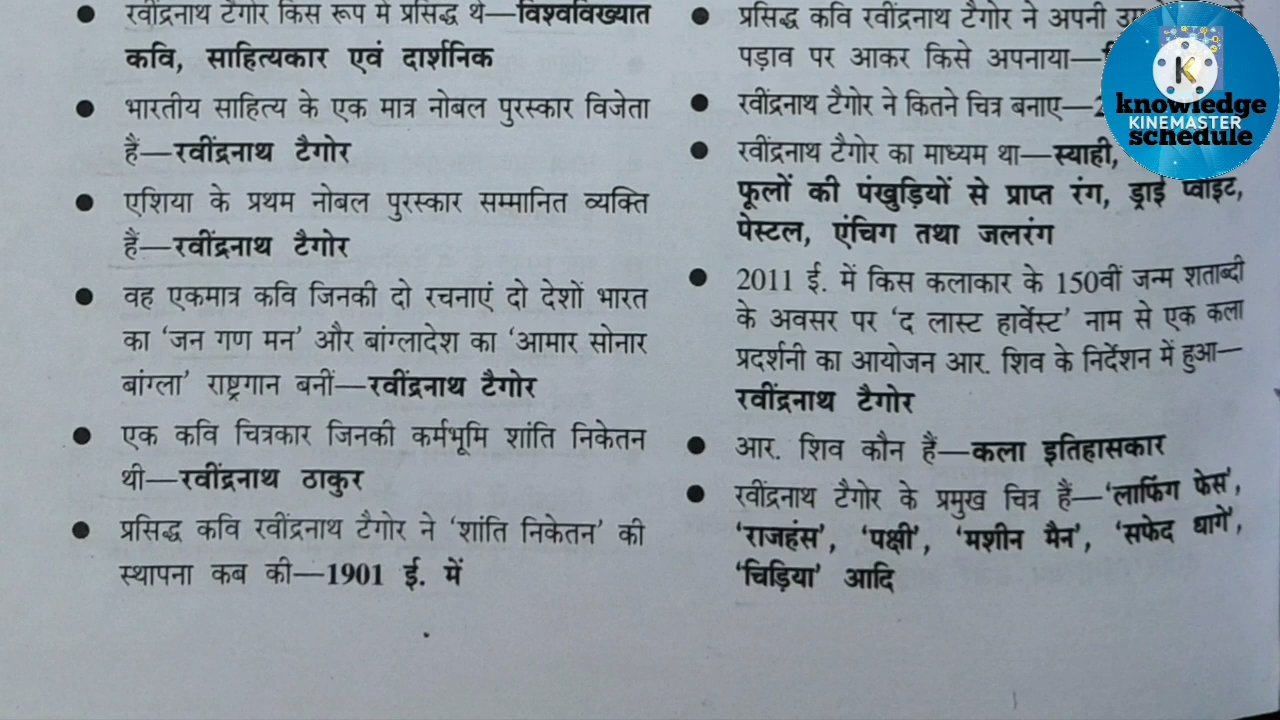 रवींद्रनाथ टैगोर किस रूप में प्रसिद्ध थे—विश्वविख्यात
कवि, साहित्यकार एवं दार्शनिक
भारतीय साहित्य के एक मात्र नोबल पुरस्कार विजेता
हैं—रवींद्रनाथ टैगोर
एशिया के प्रथम नोबल पुरस्कार सम्मानित व्यक्ति
हैं—रवींद्रनाथ टैगोर
वह एकमात्र कवि जिनकी दो रचनाएं दो देशों भारत
का ‘जन गण मन’ और बांग्लादेश का ‘आमार सोनार
बांग्ला’ राष्ट्रगान बनीं—रवींद्रनाथ टैगोर
एक कवि चित्रकार जिनकी कर्मभूमि शांति निकेतन
थी—रवींद्रनाथ ठाकुर
प्रसिद्ध कवि रवींद्रनाथ टैगोर ने ‘शांति निकेतन’ की
स्थापना कब की—1901 ई. में
प्रसिद्ध कवि रवींद्रनाथ टैगोर ने अपनी
पड़ाव पर आकर किसे अपनाया—
रवींद्रनाथ टैगोर ने कितने चित्र बनाए—
रवींद्रनाथ टैगोर का माध्यम था—स्याही,
फूलों की पंखुड़ियों से प्राप्त रंग, ड्राई प्वाइंट,
पेस्टल, एंचिग तथा जलरंग
2011 ई. में किस कलाकार के 150वीं जन्म शताब्दी
के अवसर पर ‘द लास्ट हार्वेस्ट’ नाम से एक कला
प्रदर्शनी का आयोजन आर. शिव के निर्देशन में हुआ—
रवींद्रनाथ टैगोर
आर. शिव कौन हैं—कला इतिहासकार
रवींद्रनाथ टैगोर के प्रमुख चित्र हैं—‘लाफिंग फेस’,
‘राजहंस’, ‘पक्षी’, ‘मशीन मैन’, ‘सफेद धागे’,
‘चिड़िया’ आदि
K
knowledge
KINEMASTER
schedule